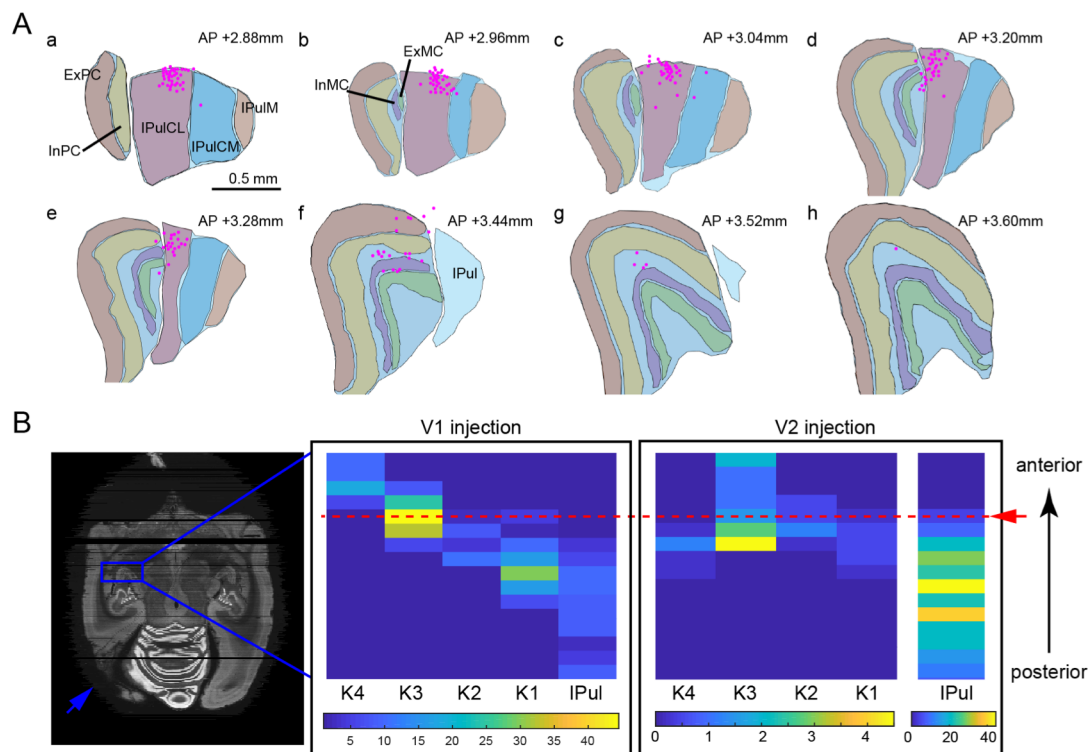 A
a
AP +2.88mm
ExPC
InPC
IPulCL
IPulCM
IPulM
0.5 mm
b
AP +2.96mm
ExMC
InMC
c
AP +3.04mm
d
AP +3.20mm
e
AP +3.28mm
f
AP +3.44mm
IPul
g
AP +3.52mm
h
AP +3.60mm
B
V1 injection
K4 K3 K2 K1 IPul
5 10 15 20 25 30 35 40
V2 injection
K4 K3 K2 K1 IPul
0 1 2 3 4
0 20 40
anterior
posterior